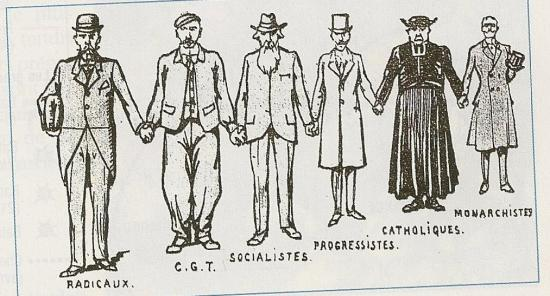 RADICAUX.
C.G.T.
SOCIALISTES.
PROGRESSISTES.
CATHOLIQUES.
MONARCHISTES